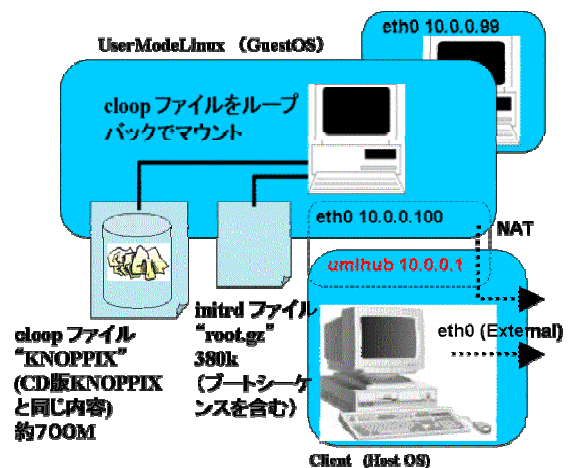 eth0 10.0.0.99
UserModeLinux （GuestOS）
cloop ファイルをループ
バックでマウント
eth0 10.0.0.100
NAT
umlhub 10.0.0.1
eth0 (External)
cloop ファイル
“KNOPPIX”
(CD版KNOPPIX
と同じ内容)
約７００M
initrd ファイル
“root.gz”
380k
（ブートシーケ
ンスを含む）
Client (Host OS)